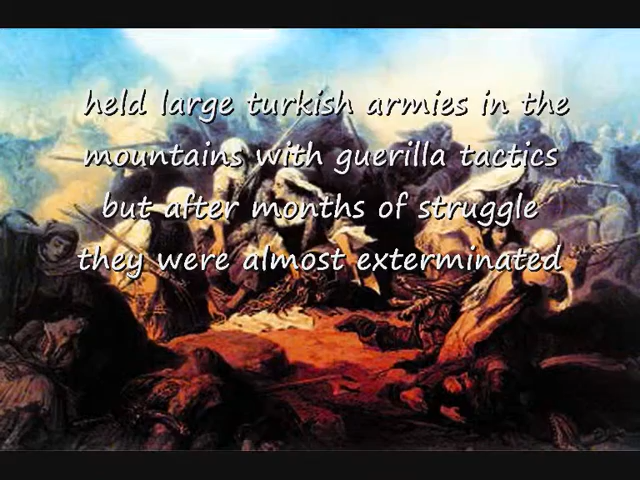 held large turkish armies in the
mountains with guerilla tactics
but after months of struggle
they were almost exterminated